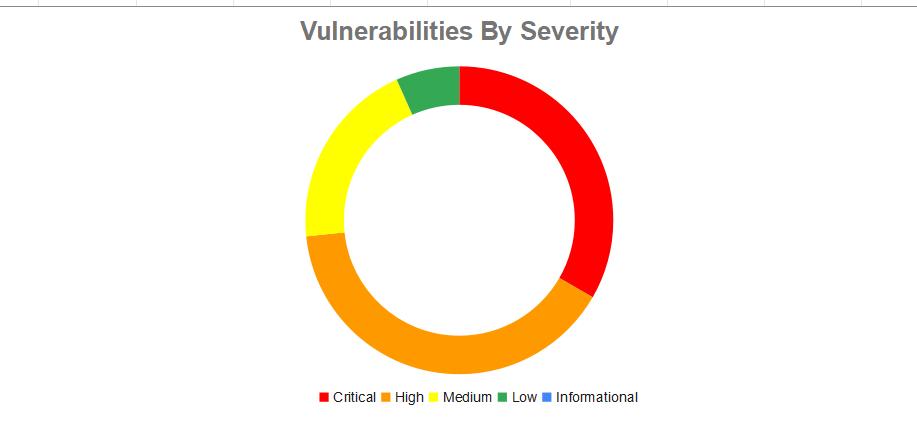 Vulnerabilities By Severity
Critical High Medium Low Informational